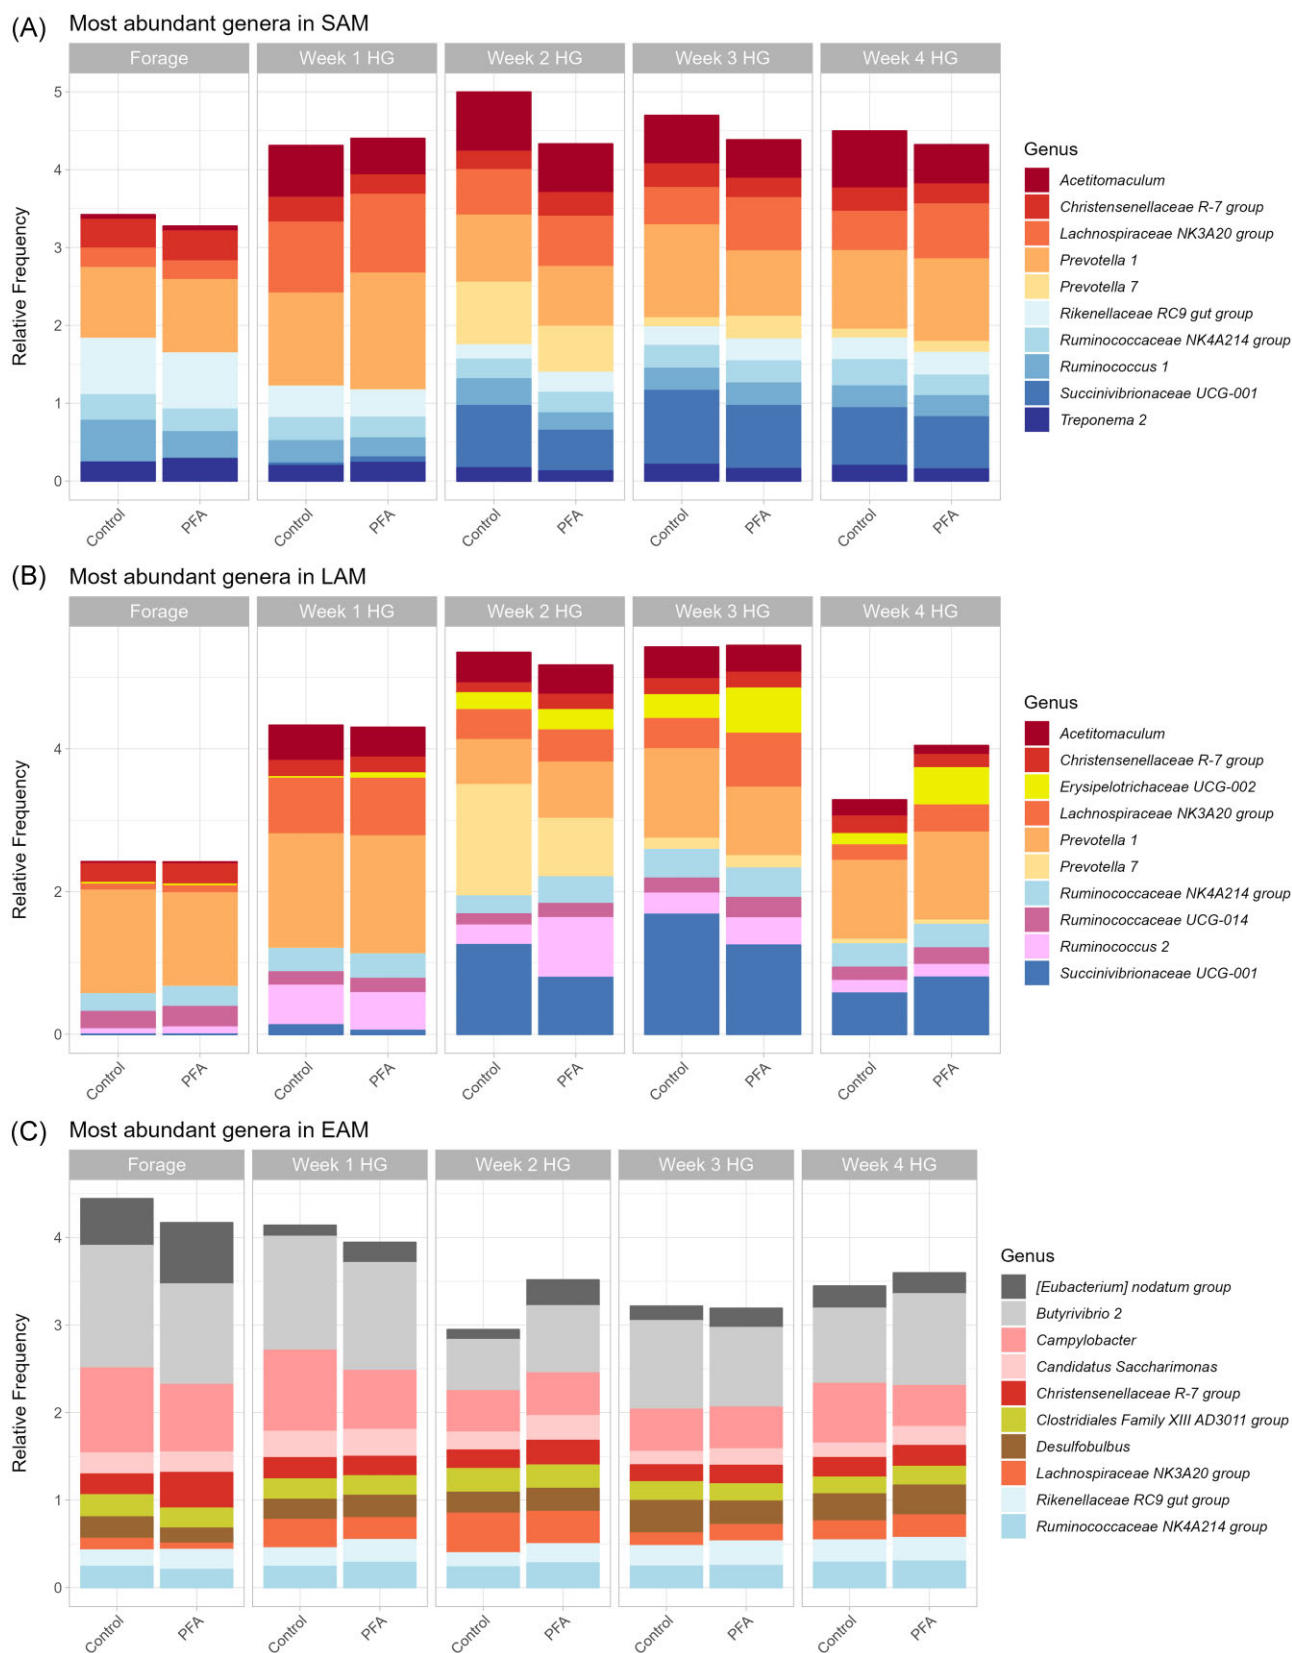 (A) Most abundant genera in SAM
Forage Week 1 HG Week 2 HG Week 3 HG Week 4 HG
Relative Frequency
5
4
3
2
1
0
Control PFA Control PFA Control PFA Control PFA Control PFA
Genus
Acetitomaculum
Christensenellaceae R-7 group
Lachnospiraceae NK3A20 group
Prevotella 1
Prevotella 7
Rikenellaceae RC9 gut group
Ruminococcaceae NK4A214 group
Ruminococcus 1
Succinivibrionaceae UCG-001
Treponema 2
(B) Most abundant genera in LAM
Forage Week 1 HG Week 2 HG Week 3 HG Week 4 HG
Relative Frequency
4
2
0
Control PFA Control PFA Control PFA Control PFA Control PFA
Genus
Acetitomaculum
Christensenellaceae R-7 group
Erysipelotrichaceae UCG-002
Lachnospiraceae NK3A20 group
Prevotella 1
Prevotella 7
Ruminococcaceae NK4A214 group
Ruminococcaceae UCG-014
Ruminococcus 2
Succinivibrionaceae UCG-001
(C) Most abundant genera in EAM
Forage Week 1 HG Week 2 HG Week 3 HG Week 4 HG
Relative Frequency
4
3
2
1
0
Control PFA Control PFA Control PFA Control PFA Control PFA
Genus
[Eubacterium] nodatum group
Butyrivibrio 2
Campylobacter
Candidatus Saccharimonas
Christensenellaceae R-7 group
Clostridiales Family XIII AD3011 group
Desulfobulbus
Lachnospiraceae NK3A20 group
Rikenellaceae RC9 gut group
Ruminococcaceae NK4A214 group